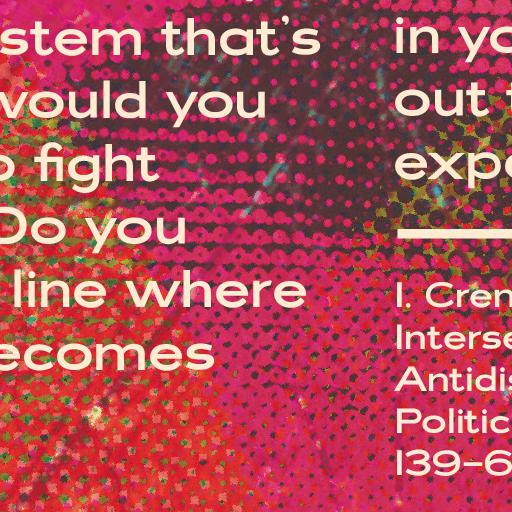 stem that's
would you
fight
Do you
line where
ecomes
in yo
out
expe
1. Cren
Interse
Antidis
Politic
139–6